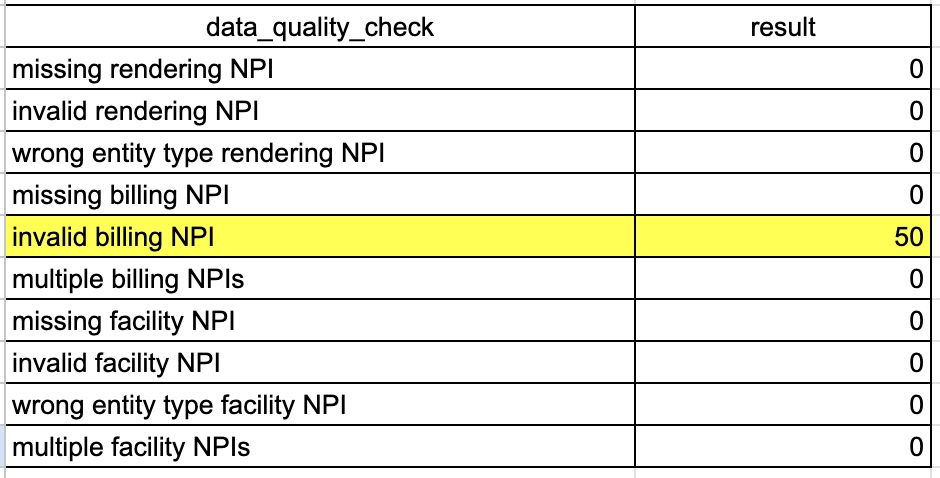 data_quality_check result
missing rendering NPI 0
invalid rendering NPI 0
wrong entity type rendering NPI 0
missing billing NPI 0
invalid billing NPI 50
multiple billing NPIs 0
missing facility NPI 0
invalid facility NPI 0
wrong entity type facility NPI 0
multiple facility NPIs 0